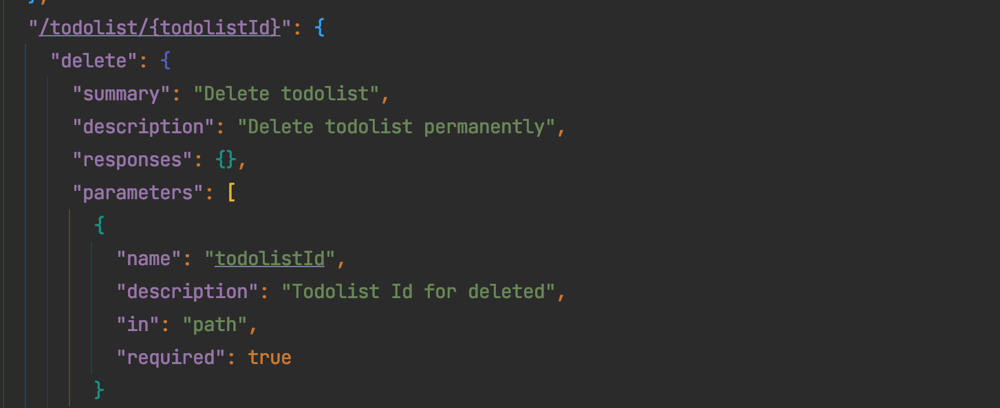 },
"/todolist/{todolistId}": {
"delete": {
"summary": "Delete todolist",
"description": "Delete todolist permanently",
"responses": {},
"parameters": [
{
"name": "todolistId",
"description": "Todolist Id for deleted",
"in": "path",
"required": true
}